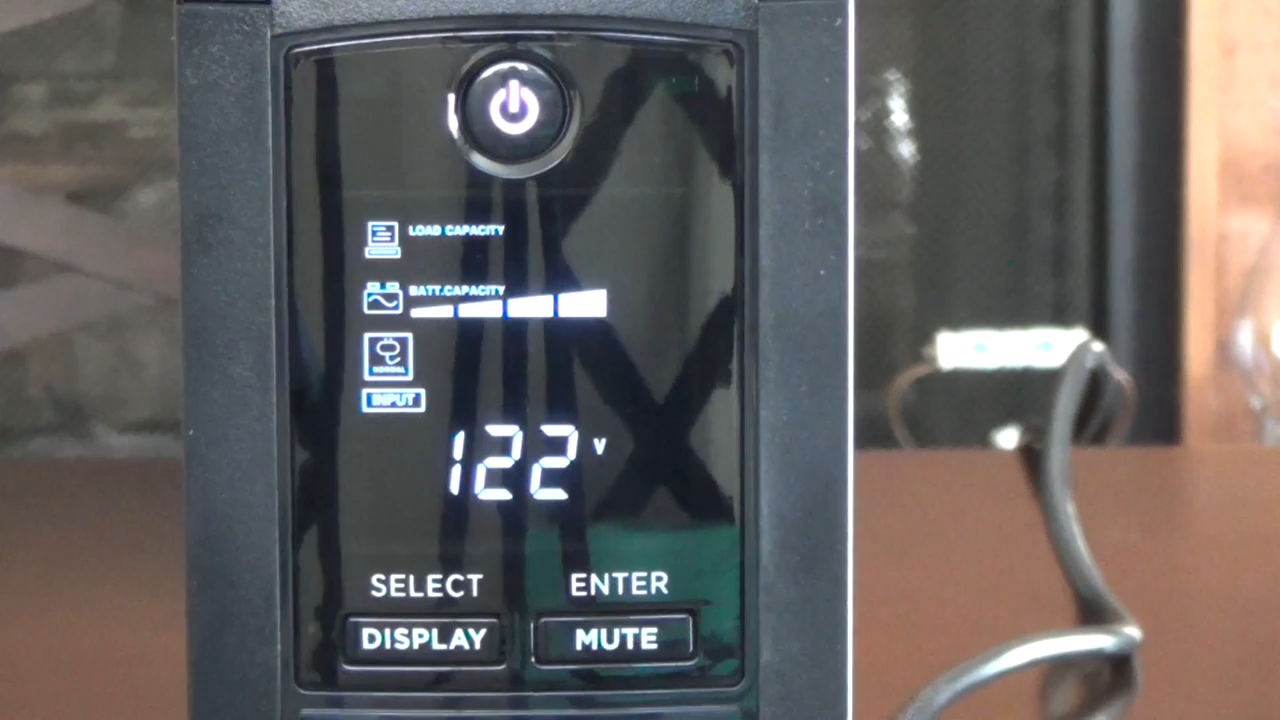 LOAD CAPACITY
BATT.CAPACITY
NORMAL
INPUT
122 V
SELECT ENTER
DISPLAY MUTE